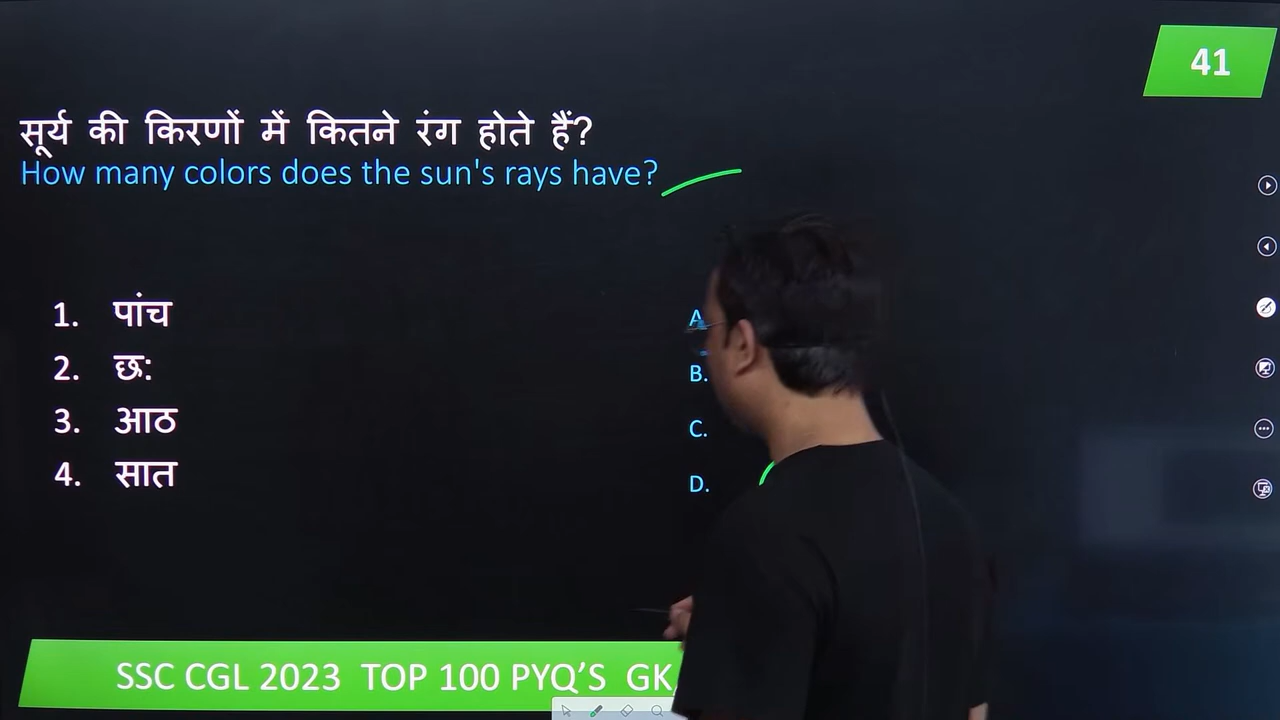 41
सूर्य की किरणों में कितने रंग होते हैं?
How many colors does the sun's rays have?
1. पांच
2. छ:
3. आठ
4. सात
A.
B.
C.
D.
SSC CGL 2023 TOP 100 PYQ’S GK